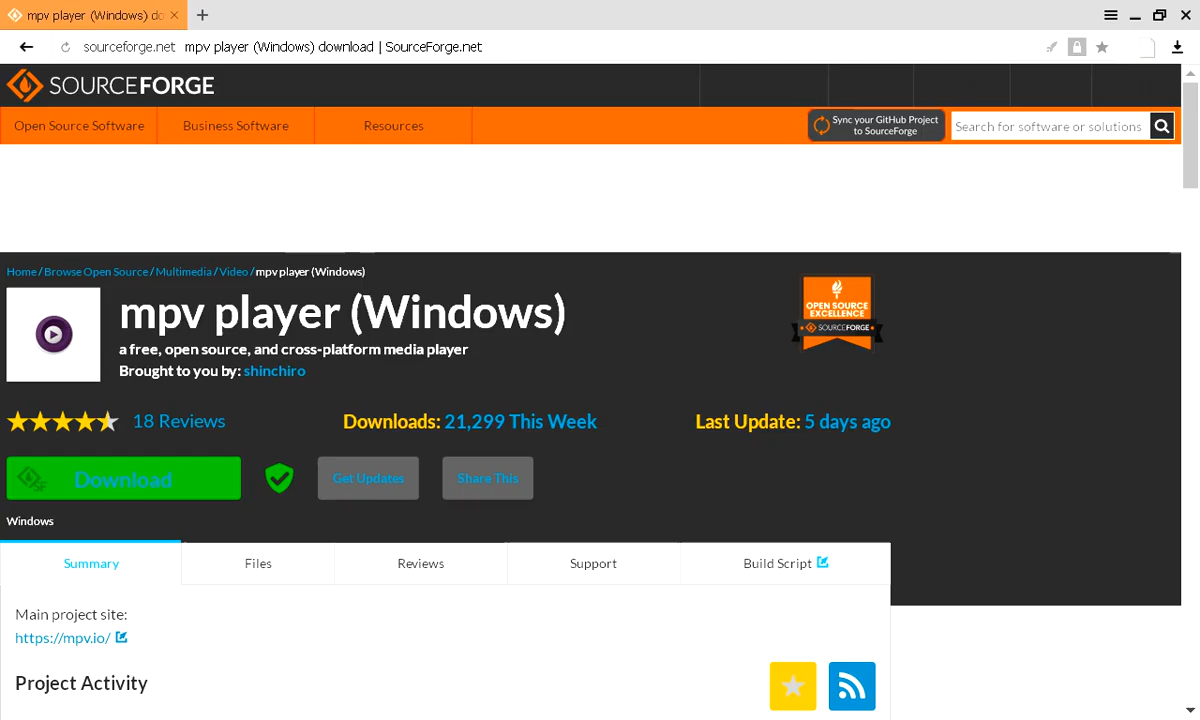 mpv player (Windows) do
sourceforge.net mpv player (Windows) download | SourceForge.net
SOURCEFORGE
Open Source Software Business Software Resources
Sync your GitHub Project
to SourceForge
Search for software or solutions
Home / Browse Open Source / Multimedia / Video / mpv player (Windows)
mpv player (Windows)
a free, open source, and cross-platform media player
Brought to you by: shinchiro
OPEN SOURCE
EXCELLENCE
SOURCEFORGE
18 Reviews Downloads: 21,299 This Week Last Update: 5 days ago
Download Get Updates Share This
Windows
Summary Files Reviews Support Build Script
Main project site:
https://mpv.io/
Project Activity